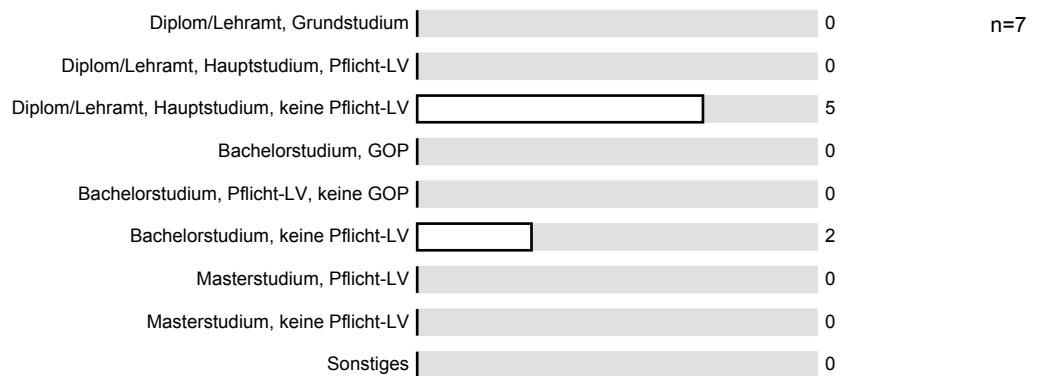 Diplom/Lehramt, Grundstudium 0 n=7
Diplom/Lehramt, Hauptstudium, Pflicht-LV 0
Diplom/Lehramt, Hauptstudium, keine Pflicht-LV 5
Bachelorstudium, GOP 0
Bachelorstudium, Pflicht-LV, keine GOP 0
Bachelorstudium, keine Pflicht-LV 2
Masterstudium, Pflicht-LV 0
Masterstudium, keine Pflicht-LV 0
Sonstiges 0